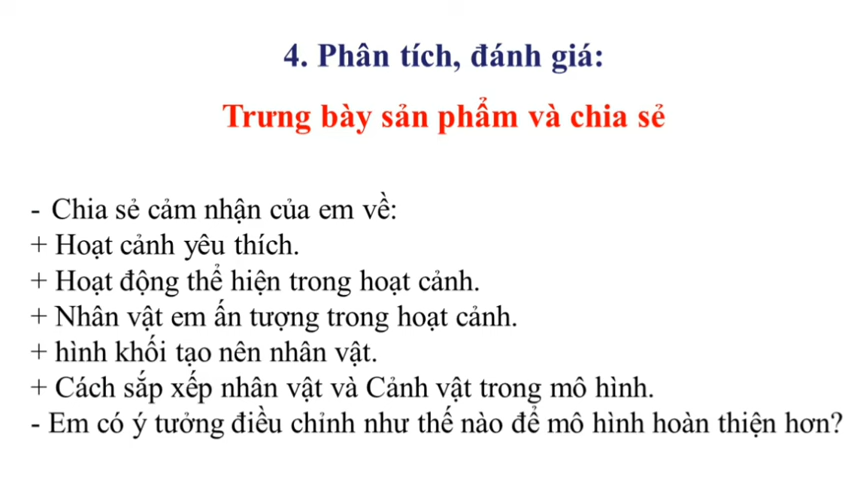 4. Phân tích, đánh giá:
Trưng bày sản phẩm và chia sẻ
- Chia sẻ cảm nhận của em về:
+ Hoạt cảnh yêu thích.
+ Hoạt động thể hiện trong hoạt cảnh.
+ Nhân vật em ấn tượng trong hoạt cảnh.
+ hình khối tạo nên nhân vật.
+ Cách sắp xếp nhân vật và Cảnh vật trong mô hình.
- Em có ý tưởng điều chỉnh như thế nào để mô hình hoàn thiện hơn?